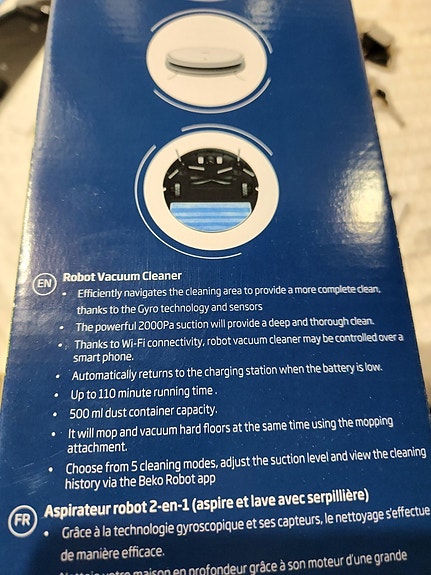 EN
Robot Vacuum Cleaner
• Efficiently navigates the cleaning area to provide a more complete clean,
thanks to the Gyro technology and sensors
• The powerful 2000Pa suction will provide a deep and thorough clean.
• Thanks to Wi-Fi connectivity, robot vacuum cleaner may be controlled over a
smart phone.
• Automatically returns to the charging station when the battery is low.
• Up to 110 minute running time .
• 500 ml dust container capacity.
• It will mop and vacuum hard floors at the same time using the mopping
attachment.
• Choose from 5 cleaning modes, adjust the suction level and view the cleaning
history via the Beko Robot app
FR
Aspirateur robot 2-en-1 (aspire et lave avec serpillière)
• Grâce à la technologie gyroscopique et ses capteurs, le nettoyage s'effectue
de manière efficace.
• Nettoie votre maison en profondeur grâce à son moteur d'une grande